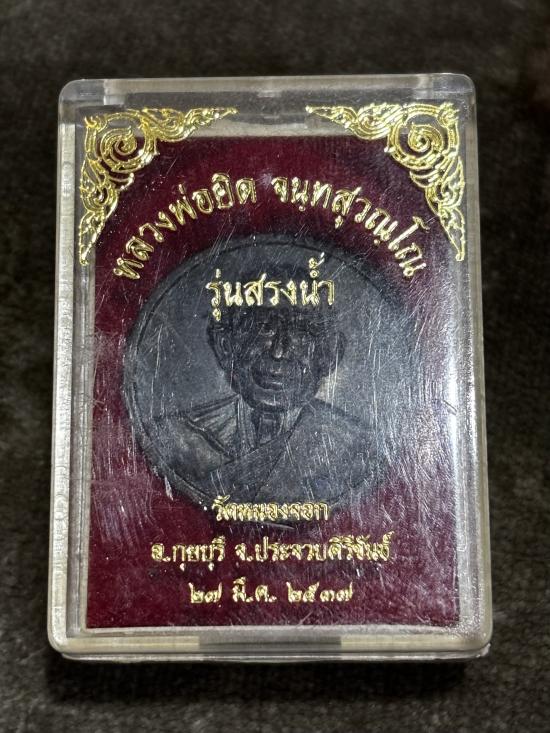 หลวงพ่อยิด จนฺทสุวณฺโณ
รุ่นสรงน้ำ
วัดหนองจอก
อ.กุยบุรี จ.ประจวบคีรีขันธ์
๒๗ มี.ค. ๒๕๓๗